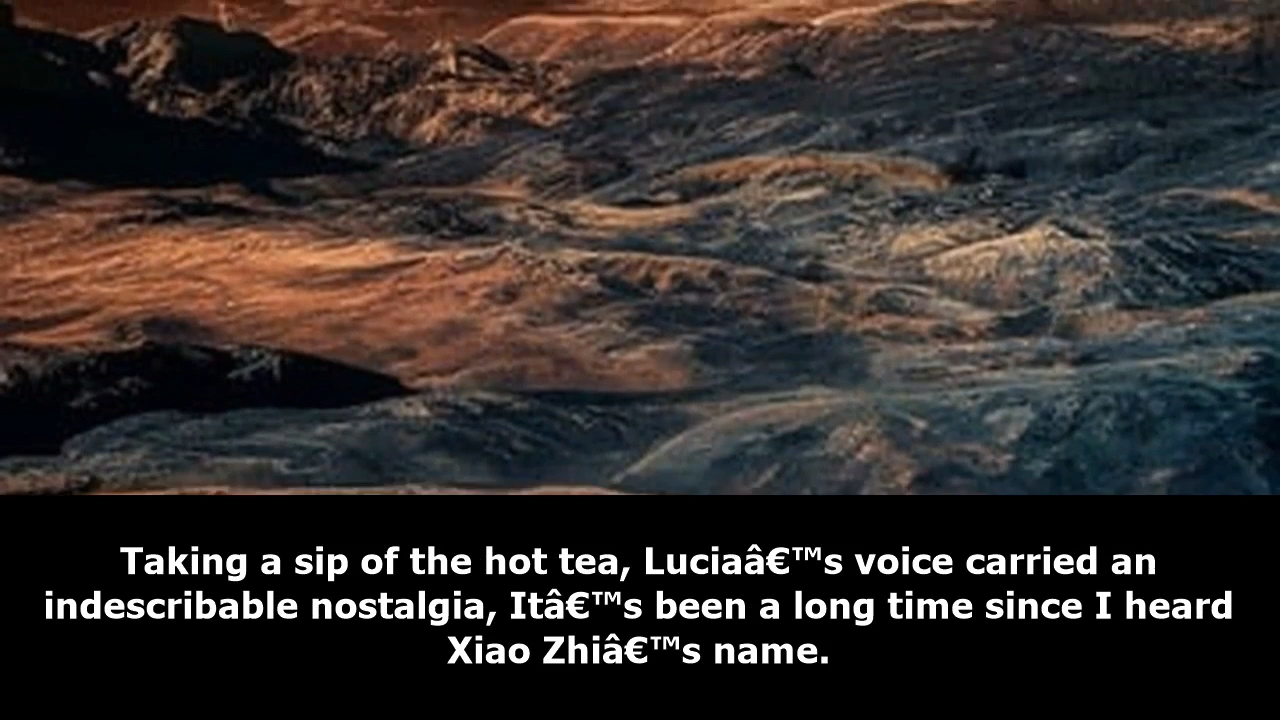 Taking a sip of the hot tea, Luciaâ€™s voice carried an
indescribable nostalgia, Itâ€™s been a long time since I heard
Xiao Zhiâ€™s name.